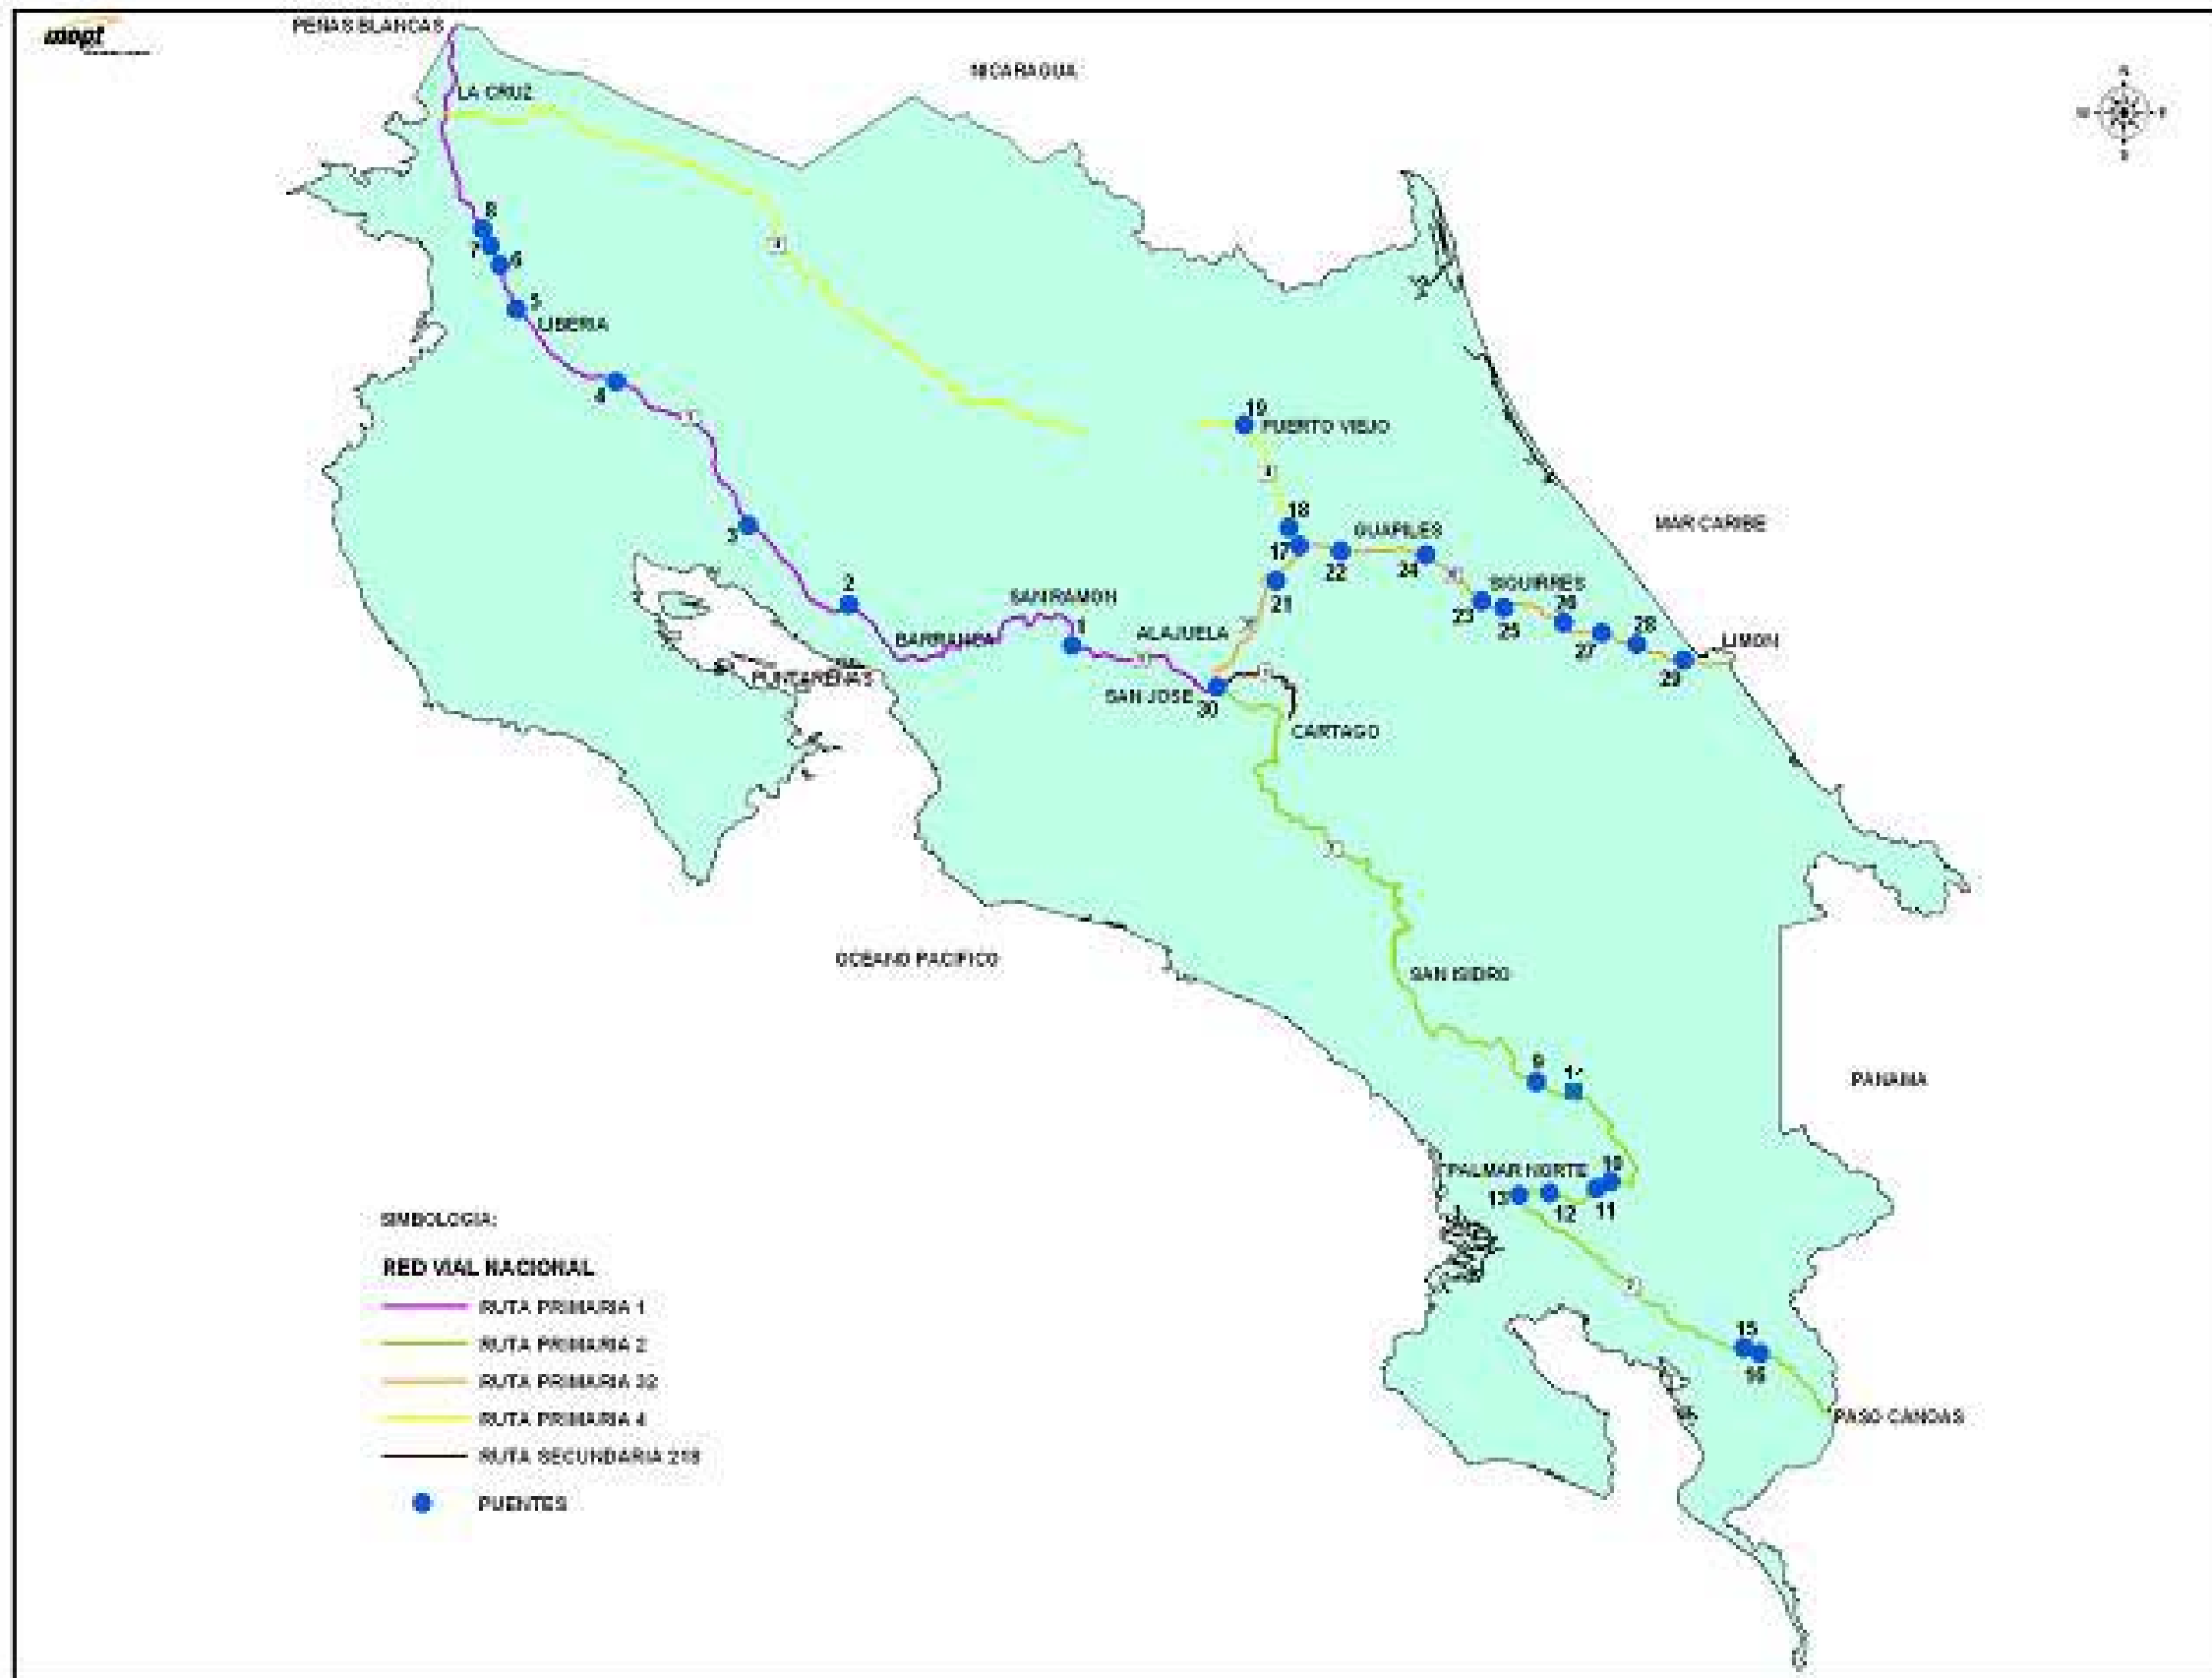 mopt
PEÑAS BLANCAS
NICARAGUA
LA CRUZ
8
7
6
5
LIBERIA
4
3
2
19
PUERTO VIEJO
18
17
GUAPILES
22
24
21
MAR CARIBE
SIQUIRRES
23
25
26
27
28
29
LIMON
SAN RAMON
1
BARRANCA
ALAJUELA
PUNTARENAS
SAN JOSE
30
CARTAGO
OCEANO PACIFICO
SAN ISIDRO
9
14
PANAMA
PALMAR NORTE
10
13
12
11
15
16
PASO CANOAS
SIMBOLOGIA:
RED VIAL NACIONAL
RUTA PRIMARIA 1
RUTA PRIMARIA 2
RUTA PRIMARIA 32
RUTA PRIMARIA 4
RUTA SECUNDARIA 218
PUENTES